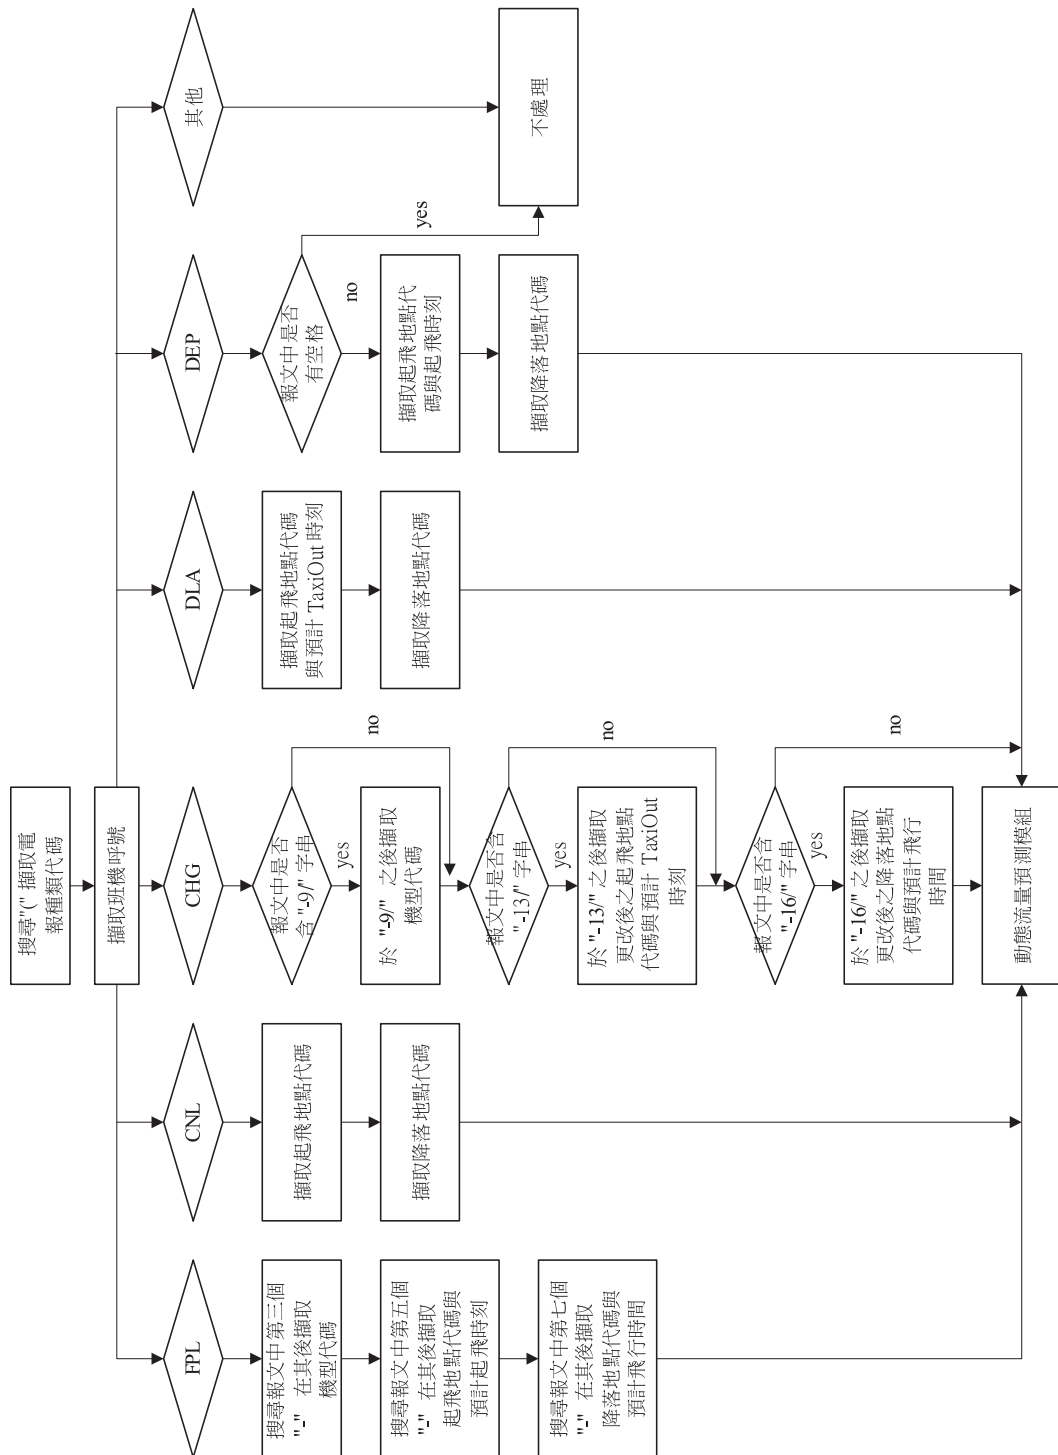 搜尋"(" 擷取電
報種類代碼
擷取班機呼號
FPL
搜尋報文中第三個
"-" 在其後擷取
機型代碼
搜尋報文中第五個
"-" 在其後擷取
起飛地點代碼與
預計起飛時刻
搜尋報文中第七個
"-" 在其後擷取
降落地點代碼與
預計飛行時間
CNL
擷取起飛地點代碼
擷取降落地點代碼
CHG
報文中是否
含 "-9/" 字串
no
yes
於 "-9/" 之後擷取
機型代碼
報文中是否含
"-13/" 字串
no
yes
於 "-13/" 之後擷取
更改後之起飛地點
代碼與預計 TaxiOut
時刻
報文中是否含
"-16/" 字串
no
yes
於 "-16/" 之後擷取
更改後之降落地點
代碼與預計飛行
時間
DLA
擷取起飛地點代碼
與預計 TaxiOut 時刻
擷取降落地點代碼
DEP
報文中是否
有空格
yes
no
擷取起飛地點代
碼與起飛時刻
擷取降落地點代碼
其他
不處理
動態流量預測模組